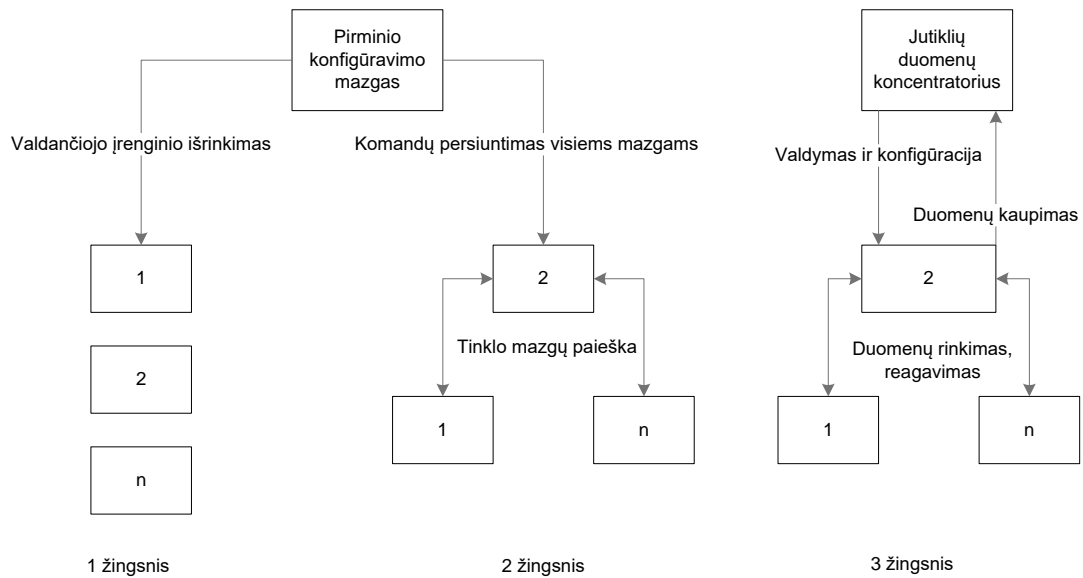 Pirminio
konfigūravimo
mazgas
Valdančiojo įrenginio išrinkimas
Komandų persiuntimas visiems mazgams
1
2
n
2
Tinklo mazgų paieška
1
n
Jutiklių
duomenų
koncentratorius
Valdymas ir konfigūracija
Duomenų kaupimas
2
Duomenų rinkimas,
reagavimas
1
n
1 žingsnis
2 žingsnis
3 žingsnis